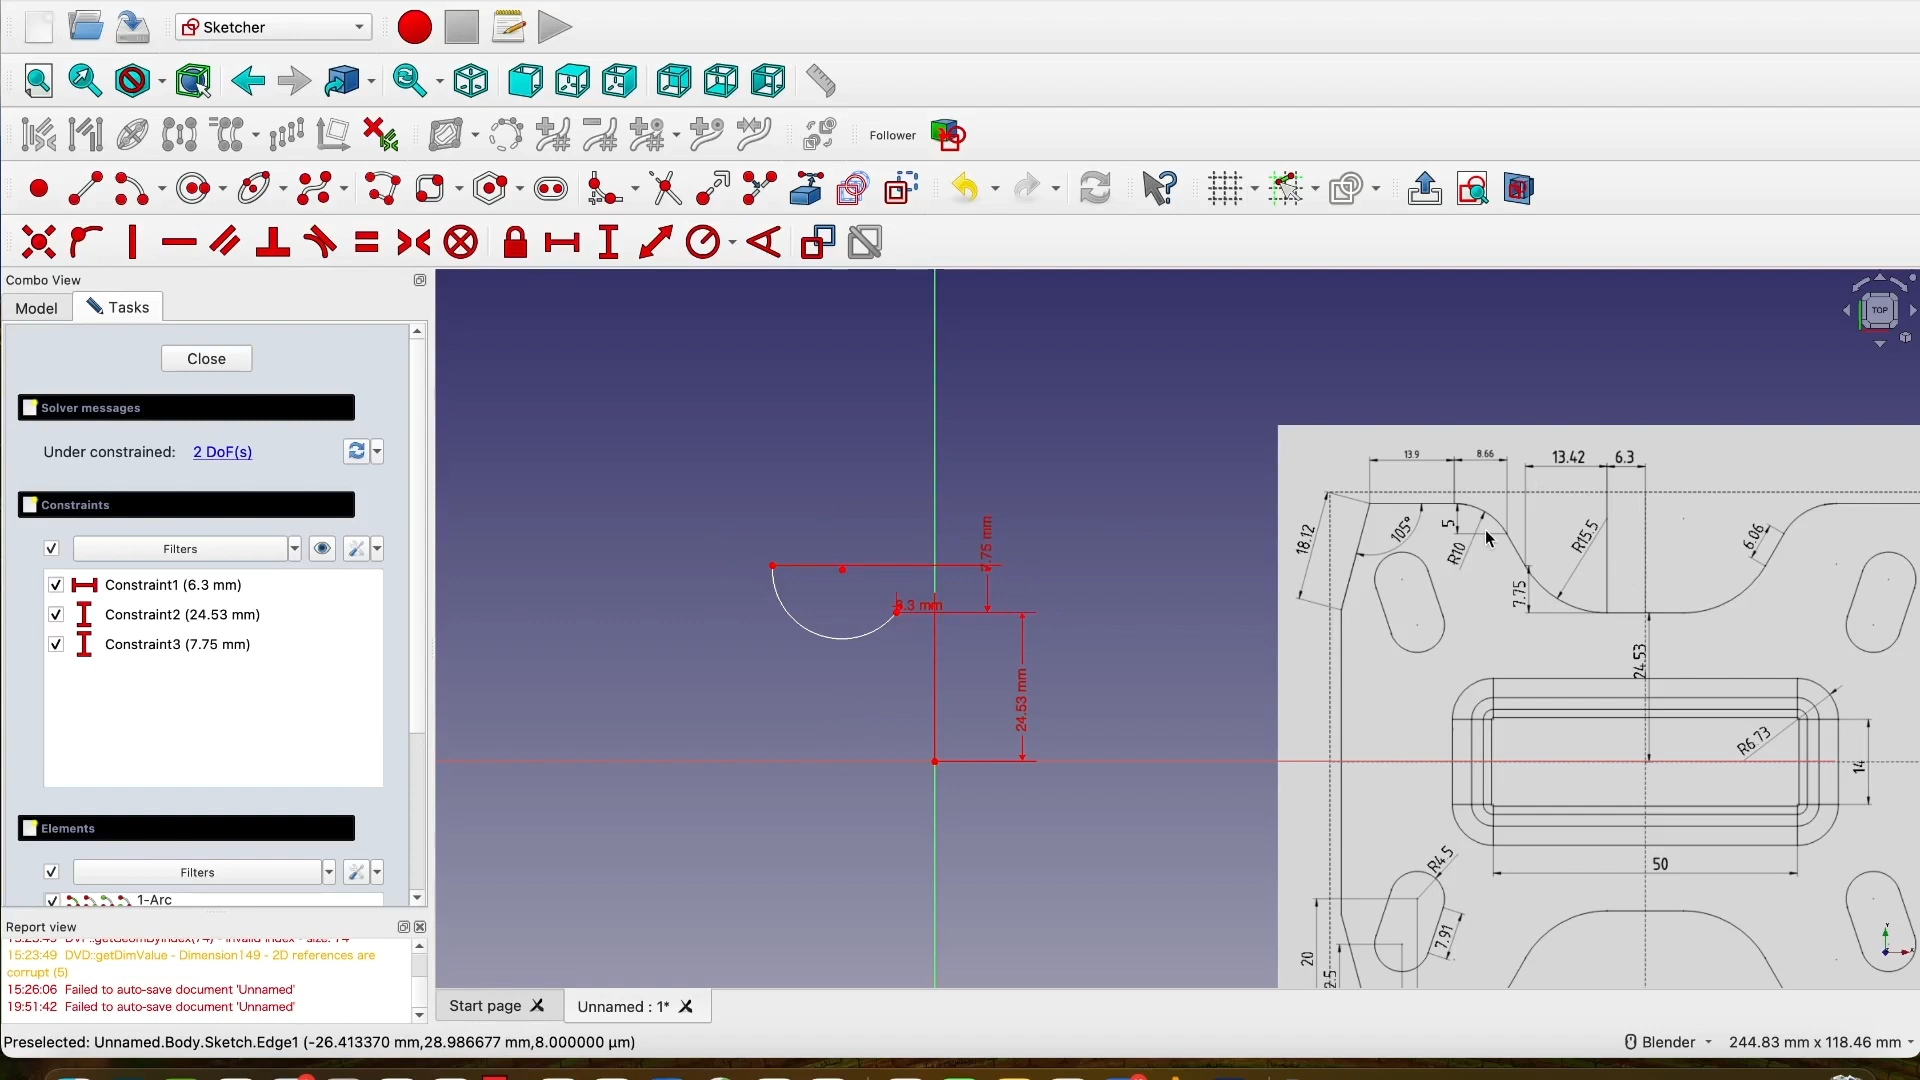 Sketcher
Follower
Combo View
Model
Tasks
Close
Solver messages
Under constrained: 2 DoF(s)
Constraints
Filters
Constraint1 (6.3 mm)
Constraint2 (24.53 mm)
Constraint3 (7.75 mm)
Elements
Filters
1-Arc
Report view
15:23:49 DVD::getDimValue - Dimension149 - 2D references are
corrupt (5)
15:26:06 Failed to auto-save document 'Unnamed'
19:51:42 Failed to auto-save document 'Unnamed'
7.75 mm
6.3 mm
24.53 mm
TOP
13.9
8.66
13.42
6.3
18.12
105°
5
R10
R15.5
6.06
7.75
24.53
R6.73
14
50
R4.5
7.91
20
2.5
Start page
Unnamed : 1*
Preselected: Unnamed.Body.Sketch.Edge1 (-26.413370 mm,28.986677 mm,8.000000 µm)
Blender
244.83 mm x 118.46 mm